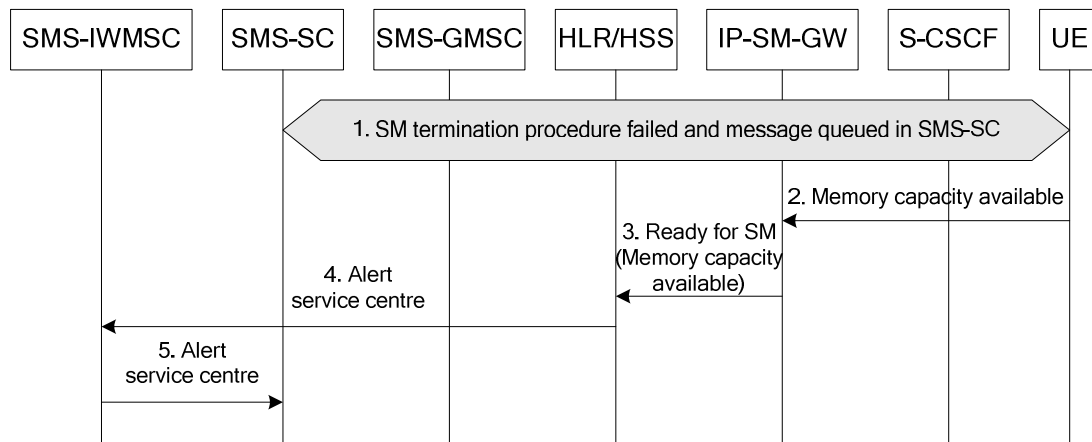 SMS-IWMSC SMS-SC SMS-GMSC HLR/HSS IP-SM-GW S-CSCF UE
1. SM termination procedure failed and message queued in SMS-SC
2. Memory capacity available
3. Ready for SM
(Memory capacity
available)
4. Alert
service centre
5. Alert
service centre